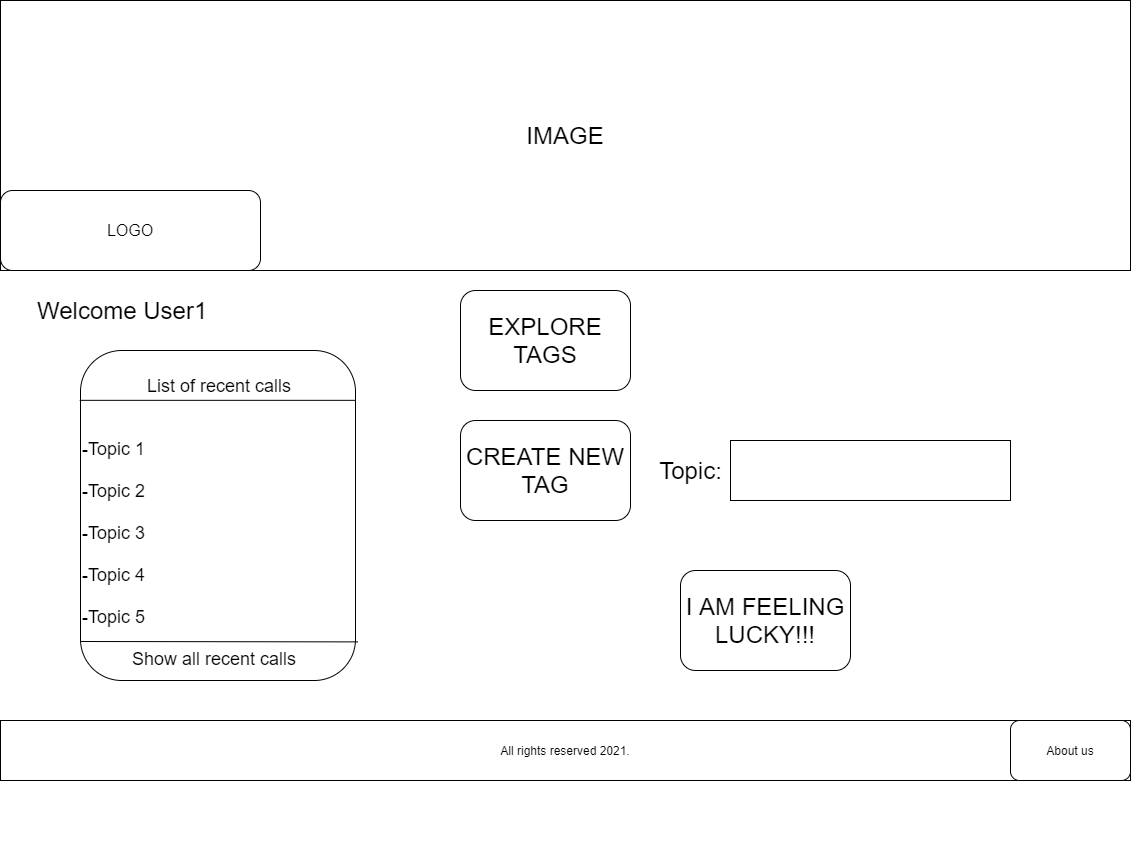 IMAGE
LOGO
Welcome User1
List of recent calls
-Topic 1
-Topic 2
-Topic 3
-Topic 4
-Topic 5
Show all recent calls
EXPLORE
TAGS
CREATE NEW
TAG
Topic:
I AM FEELING
LUCKY!!!
All rights reserved 2021.
About us